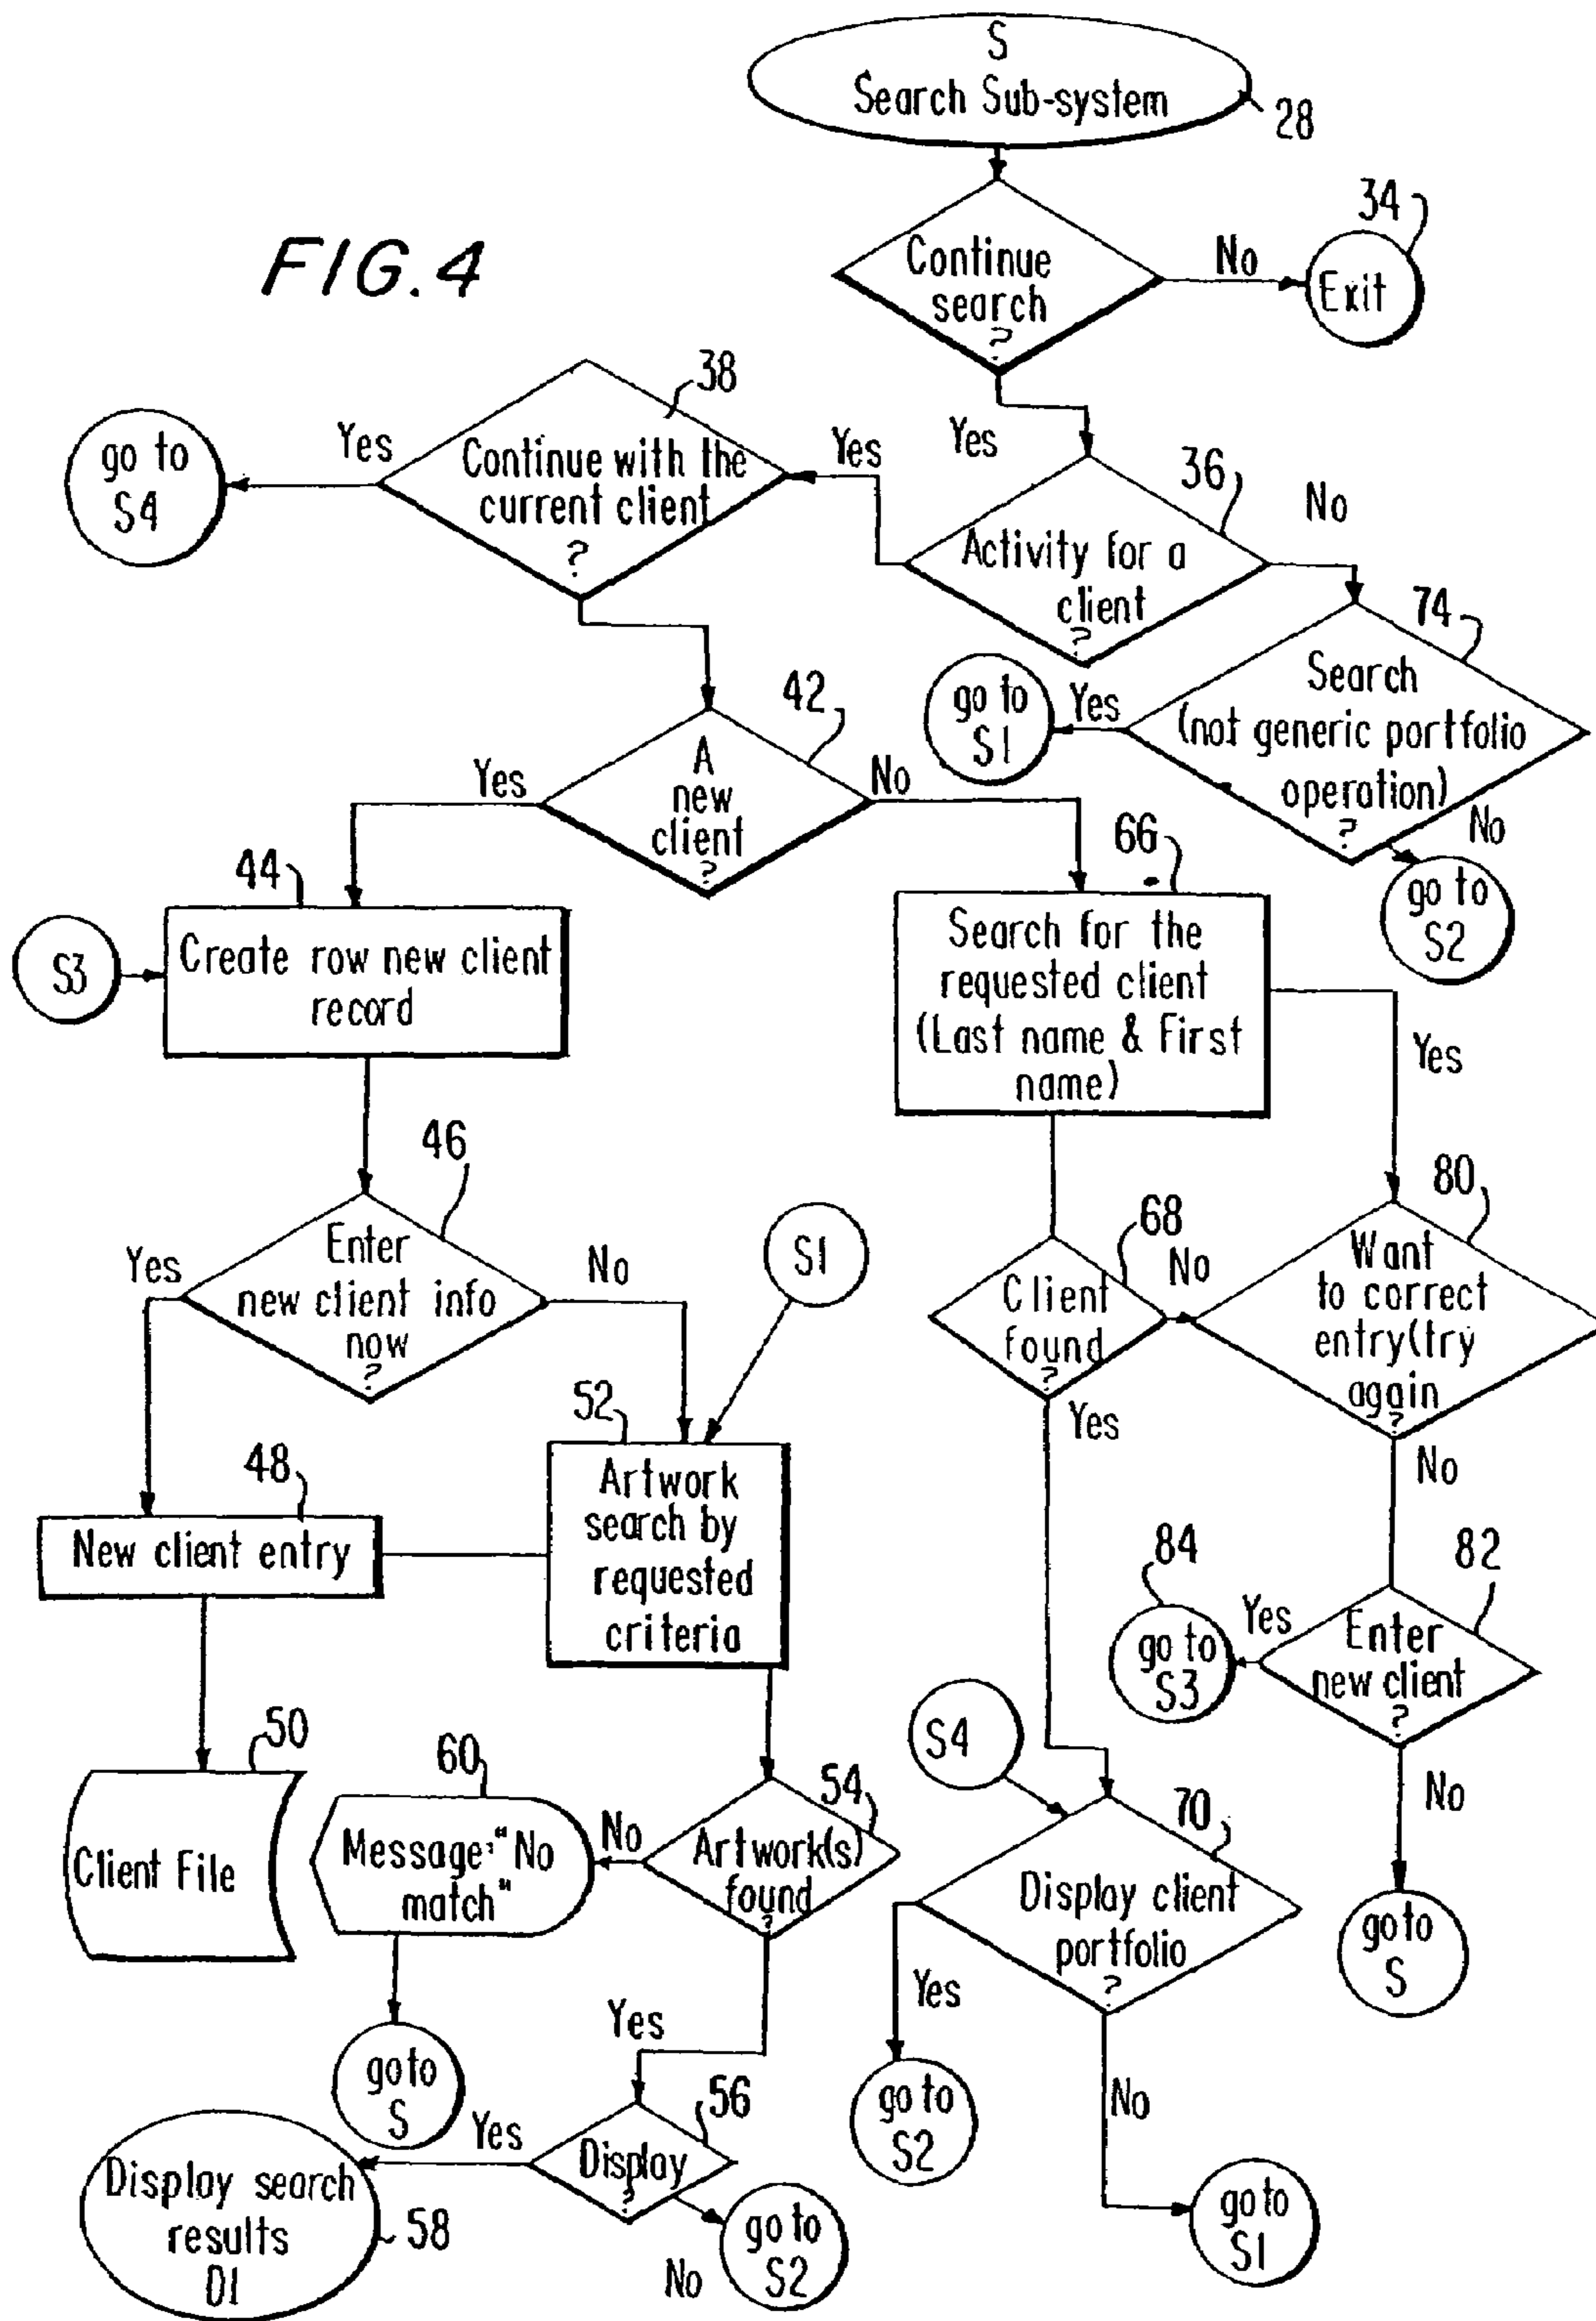 FIG.4
S
Search Sub-system
28
Continue
search
?
No
34
Exit
Yes
38
Continue with the
current client
?
Yes
go to
S4
Yes
36
Activity for a
client
?
No
74
Search
(not generic portfolio
operation)
?
Yes
go to
S1
No
go to
S2
42
A
new
client
?
Yes
No
44
S3
Create row new client
record
66
Search for the
requested client
(Last name & First
name)
Yes
46
Enter
new client info
now
?
Yes
No
S1
68
Client
found
?
No
80
Want
to correct
entry(try
again
?
Yes
No
52
Artwork
search by
requested
criteria
48
New client entry
84
go to
S3
Yes
82
Enter
new client
?
No
go to
S
50
Client File
60
Message:"No
match"
No
54
Artwork(s)
found
?
S4
70
Display client
portfolio
?
Yes
go to
S2
No
go to
S1
go to
S
Yes
56
Display
?
Yes
Display search
results
D1
58
No
go to
S2